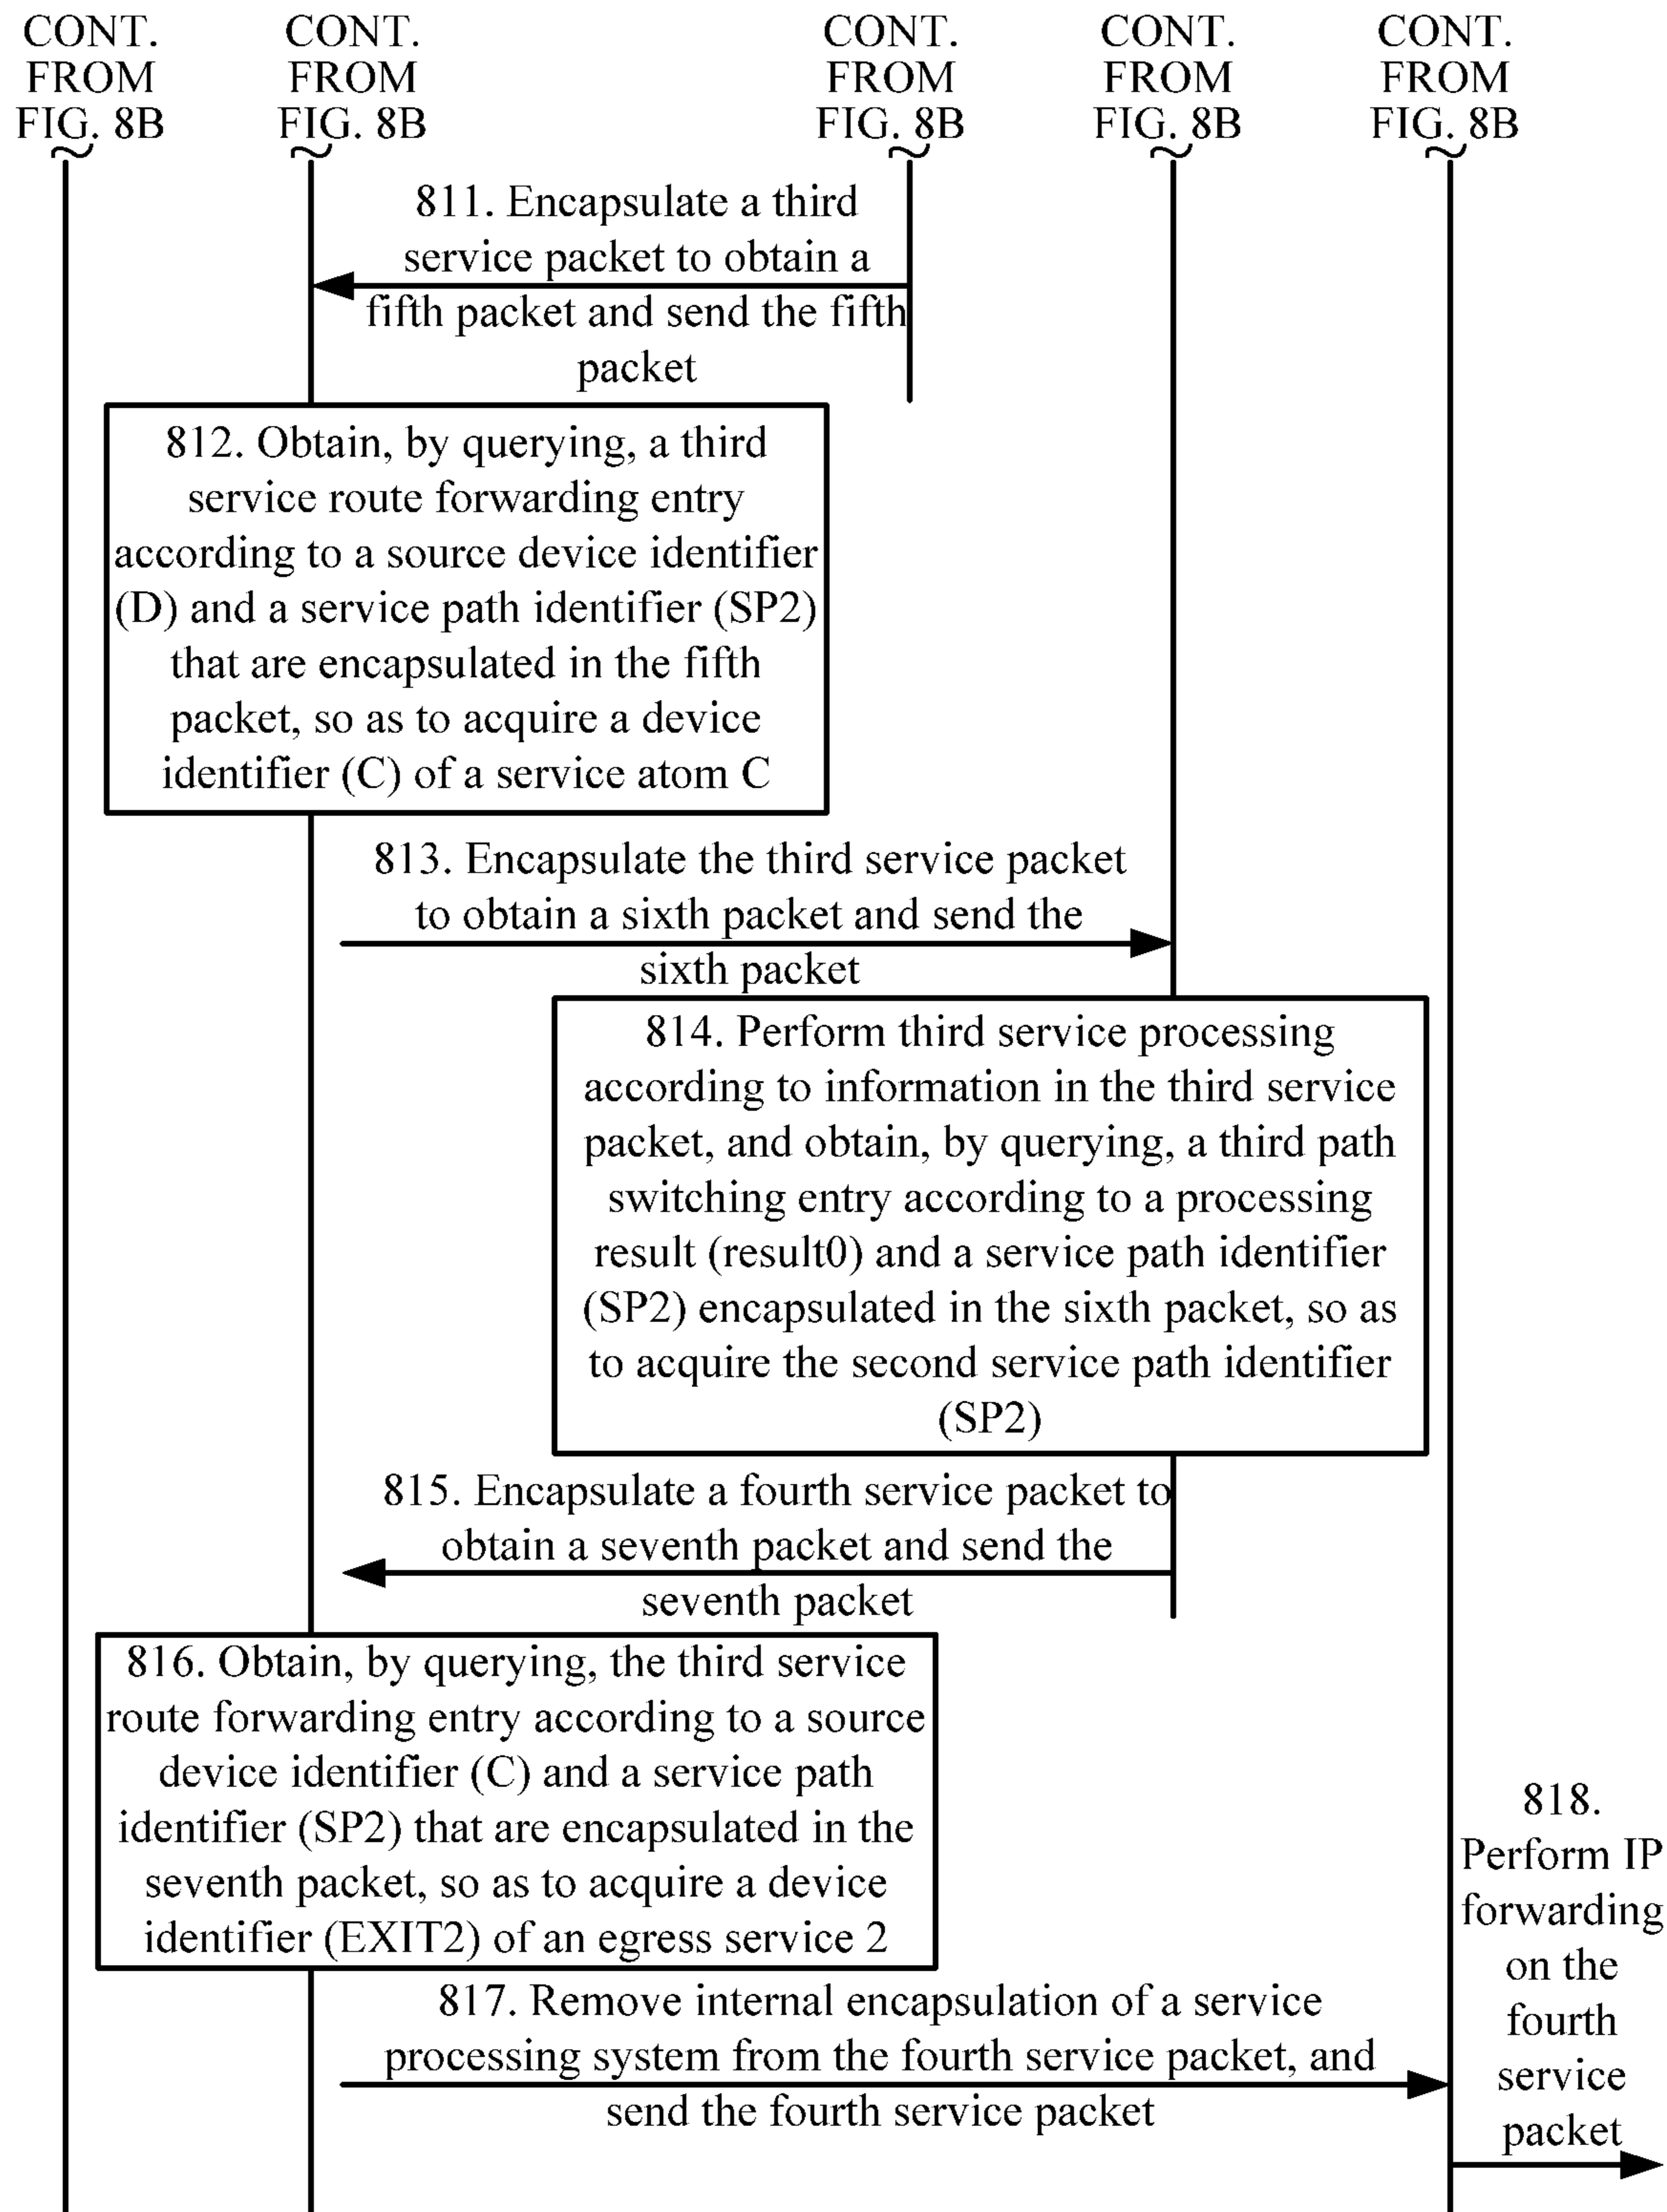 CONT.
FROM
FIG. 8B
CONT.
FROM
FIG. 8B
CONT.
FROM
FIG. 8B
CONT.
FROM
FIG. 8B
CONT.
FROM
FIG. 8B
811. Encapsulate a third
service packet to obtain a
fifth packet and send the fifth
packet
812. Obtain, by querying, a third
service route forwarding entry
according to a source device identifier
(D) and a service path identifier (SP2)
that are encapsulated in the fifth
packet, so as to acquire a device
identifier (C) of a service atom C
813. Encapsulate the third service packet
to obtain a sixth packet and send the
sixth packet
814. Perform third service processing
according to information in the third service
packet, and obtain, by querying, a third path
switching entry according to a processing
result (result0) and a service path identifier
(SP2) encapsulated in the sixth packet, so as
to acquire the second service path identifier
(SP2)
815. Encapsulate a fourth service packet to
obtain a seventh packet and send the
seventh packet
816. Obtain, by querying, the third service
route forwarding entry according to a source
device identifier (C) and a service path
identifier (SP2) that are encapsulated in the
seventh packet, so as to acquire a device
identifier (EXIT2) of an egress service 2
817. Remove internal encapsulation of a service
processing system from the fourth service packet, and
send the fourth service packet
818.
Perform IP
forwarding
on the
fourth
service
packet